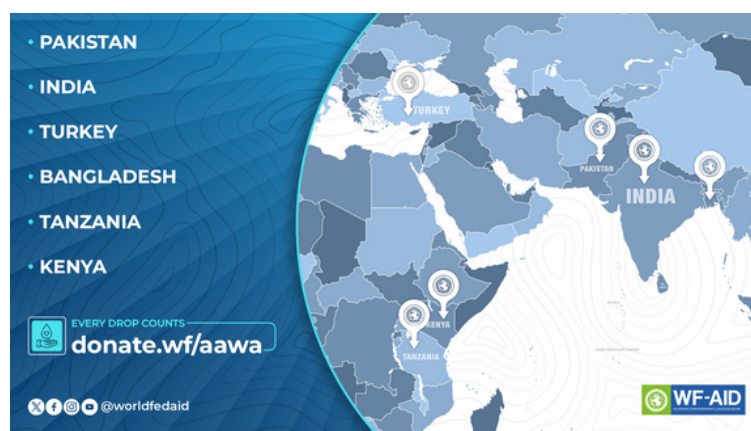 • PAKISTAN
• INDIA
• TURKEY
• BANGLADESH
• TANZANIA
• KENYA
EVERY DROP COUNTS
donate.wf/aawa
@worldfedaid
TURKEY
PAKISTAN
INDIA
KENYA
TANZANIA
WF-AID